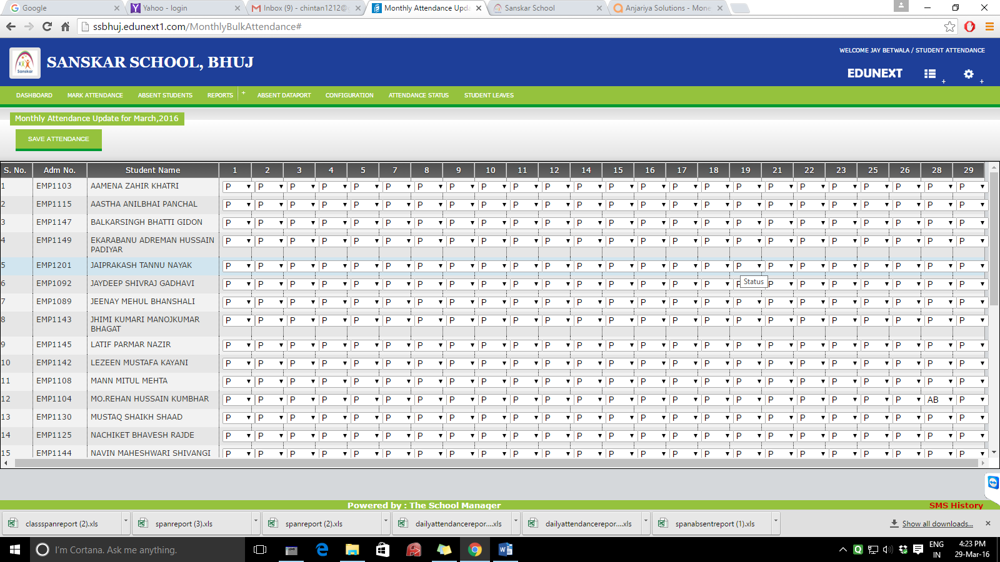 Google
Yahoo - login
Inbox (9) - chintan1212@
Monthly Attendance Upda
Sanskar School
Anjariya Solutions - Mone
ssbhuj.edunext1.com/MonthlyBulkAttendance#
WELCOME JAY BETWALA / STUDENT ATTENDANCE
Sanskar
SANSKAR SCHOOL, BHUJ
EDUNEXT
+ +
DASHBOARD MARK ATTENDANCE ABSENT STUDENTS REPORTS + ABSENT DATAPORT CONFIGURATION ATTENDANCE STATUS STUDENT LEAVES
Monthly Attendance Update for March,2016
SAVE ATTENDANCE
S. No. Adm No. Student Name 1 2 3 4 5 7 8 9 10 11 12 14 15 16 17 18 19 21 22 23 25 26 28 29
1 EMP1103 AAMENA ZAHIR KHATRI P P P P P P P P P P P P P P P P P P P P P P P P
2 EMP1115 AASTHA ANILBHAI PANCHAL P P P P P P P P P P P P P P P P P P P P P P P P
3 EMP1147 BALKARSINGH BHATTI GIDON P P P P P P P P P P P P P P P P P P P P P P P P
4 EMP1149 EKARABANU ADREMAN HUSSAIN P P P P P P P P P P P P P P P P P P P P P P P P
PADIYAR
5 EMP1201 JAIPRAKASH TANNU NAYAK P P P P P P P P P P P P P P P P P P P P P P P P
6 EMP1092 JAYDEEP SHIVRAJ GADHAVI P P P P P P P P P P P P P P P P P Status P P P P P P P
7 EMP1089 JEENAY MEHUL BHANSHALI P P P P P P P P P P P P P P P P P P P P P P P P
8 EMP1143 JHIMI KUMARI MANOJKUMAR P P P P P P P P P P P P P P P P P P P P P P P P
BHAGAT
9 EMP1145 LATIF PARMAR NAZIR P P P P P P P P P P P P P P P P P P P P P P P P
10 EMP1142 LEZEEN MUSTAFA KAYANI P P P P P P P P P P P P P P P P P P P P P P P P
11 EMP1108 MANN MITUL MEHTA P P P P P P P P P P P P P P P P P P P P P P P P
12 EMP1104 MO.REHAN HUSSAIN KUMBHAR P P P P P P P P P P P P P P P P P P P P P P AB P
13 EMP1130 MUSTAQ SHAIKH SHAAD P P P P P P P P P P P P P P P P P P P P P P P P
14 EMP1125 NACHIKET BHAVESH RAJDE P P P P P P P P P P P P P P P P P P P P P P P P
15 EMP1144 NAVIN MAHESHWARI SHIVANGI P P P P P P P P P P P P P P P P P P P P P P P P
Powered by : The School Manager
SMS History
classspanreport (2).xls
spanreport (3).xls
spanreport (2).xls
dailyattendancerepor....xls
dailyattendancerepor....xls
spanabsentreport (1).xls
Show all downloads...
I'm Cortana. Ask me anything.
ENG
IN
4:23 PM
29-Mar-16